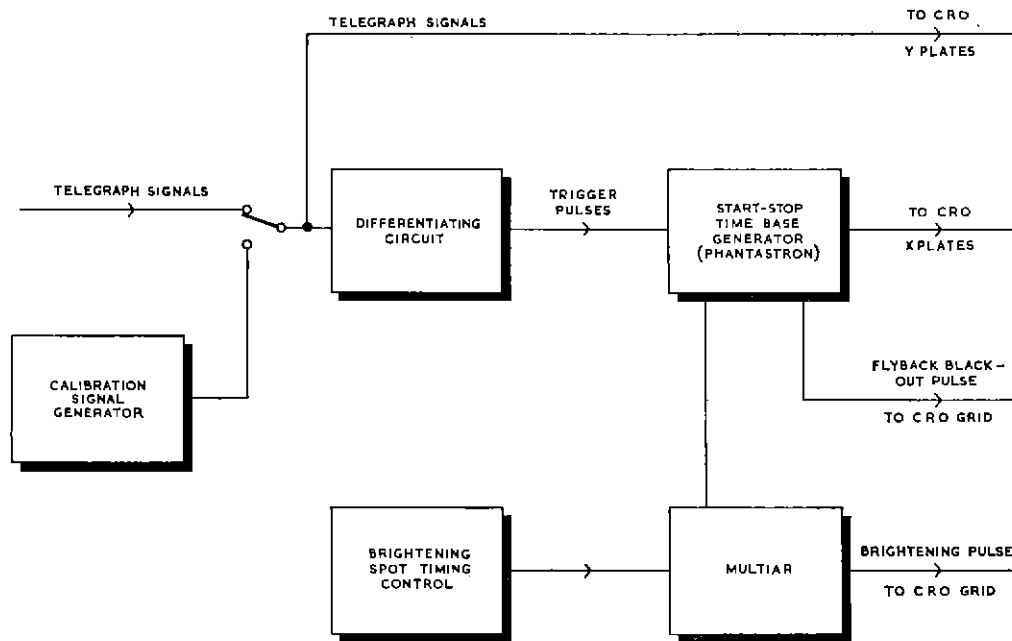 TELEGRAPH SIGNALS
TO CRO
Y PLATES
TELEGRAPH SIGNALS
DIFFERENTIATING
CIRCUIT
TRIGGER
PULSES
START-STOP
TIME BASE
GENERATOR
(PHANTASTRON)
TO CRO
X PLATES
CALIBRATION
SIGNAL
GENERATOR
FLYBACK BLACK-
OUT PULSE
TO CRO GRID
BRIGHTENING
SPOT TIMING
CONTROL
MULTIAR
BRIGHTENING PULSE
TO CRO GRID